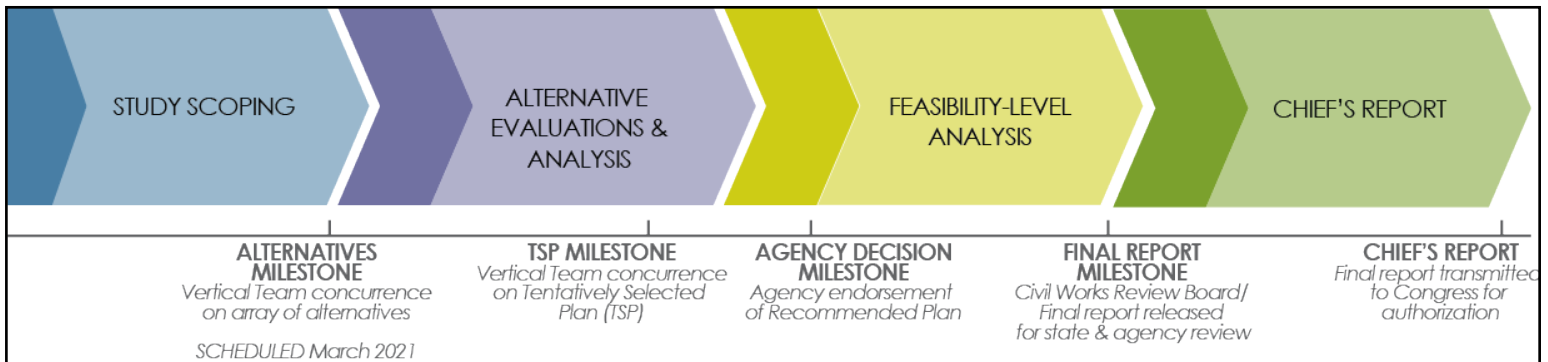 STUDY SCOPING
ALTERNATIVE
EVALUATIONS &
ANALYSIS
FEASIBILITY-LEVEL
ANALYSIS
CHIEF'S REPORT
ALTERNATIVES
MILESTONE
Vertical Team concurrence
on array of alternatives
SCHEDULED March 2021
TSP MILESTONE
Vertical Team concurrence
on Tentatively Selected
Plan (TSP)
AGENCY DECISION
MILESTONE
Agency endorsement
of Recommended Plan
FINAL REPORT
MILESTONE
Civil Works Review Board/
Final report released
for state & agency review
CHIEF'S REPORT
Final report transmitted
to Congress for
authorization